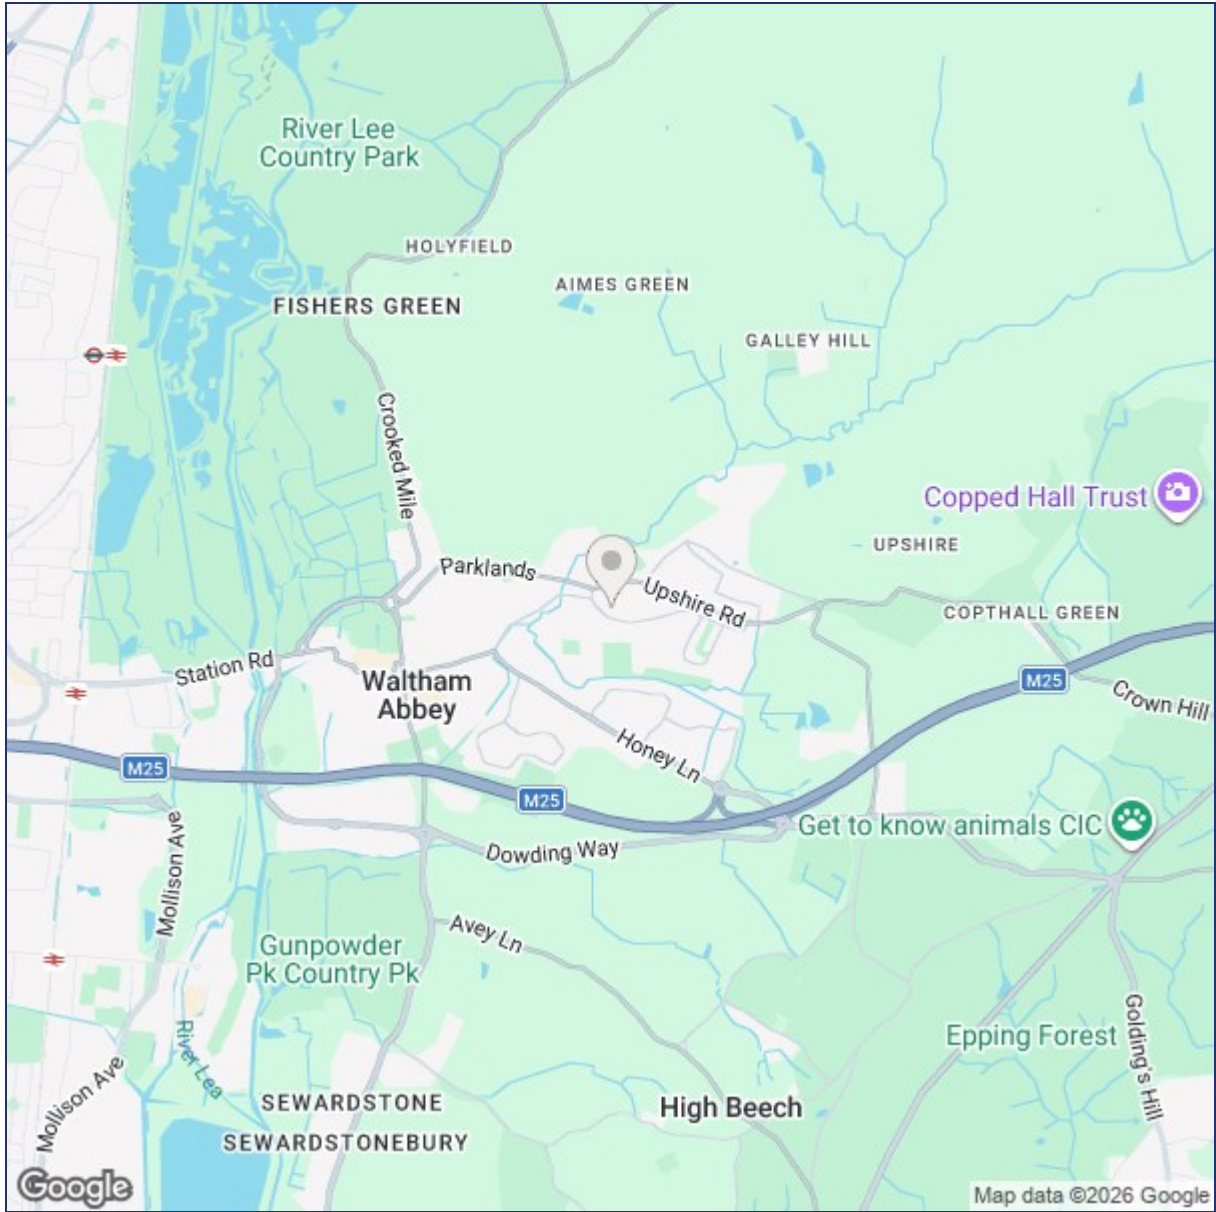 River Lee
Country Park
HOLYFIELD
AIMES GREEN
FISHERS GREEN
GALLEY HILL
Crooked Mile
Copped Hall Trust
UPSHIRE
Parklands
Upshire Rd
COPTHALL GREEN
Station Rd
Waltham
Abbey
M25
Crown Hill
Honey Ln
M25
M25
Get to know animals CIC
Mollison Ave
Dowding Way
Avey Ln
Gunpowder
Pk Country Pk
Golding's Hill
River Lea
Epping Forest
Mollison Ave
SEWARDSTONE
High Beech
SEWARDSTONEBURY
Google
Map data ©2026 Google